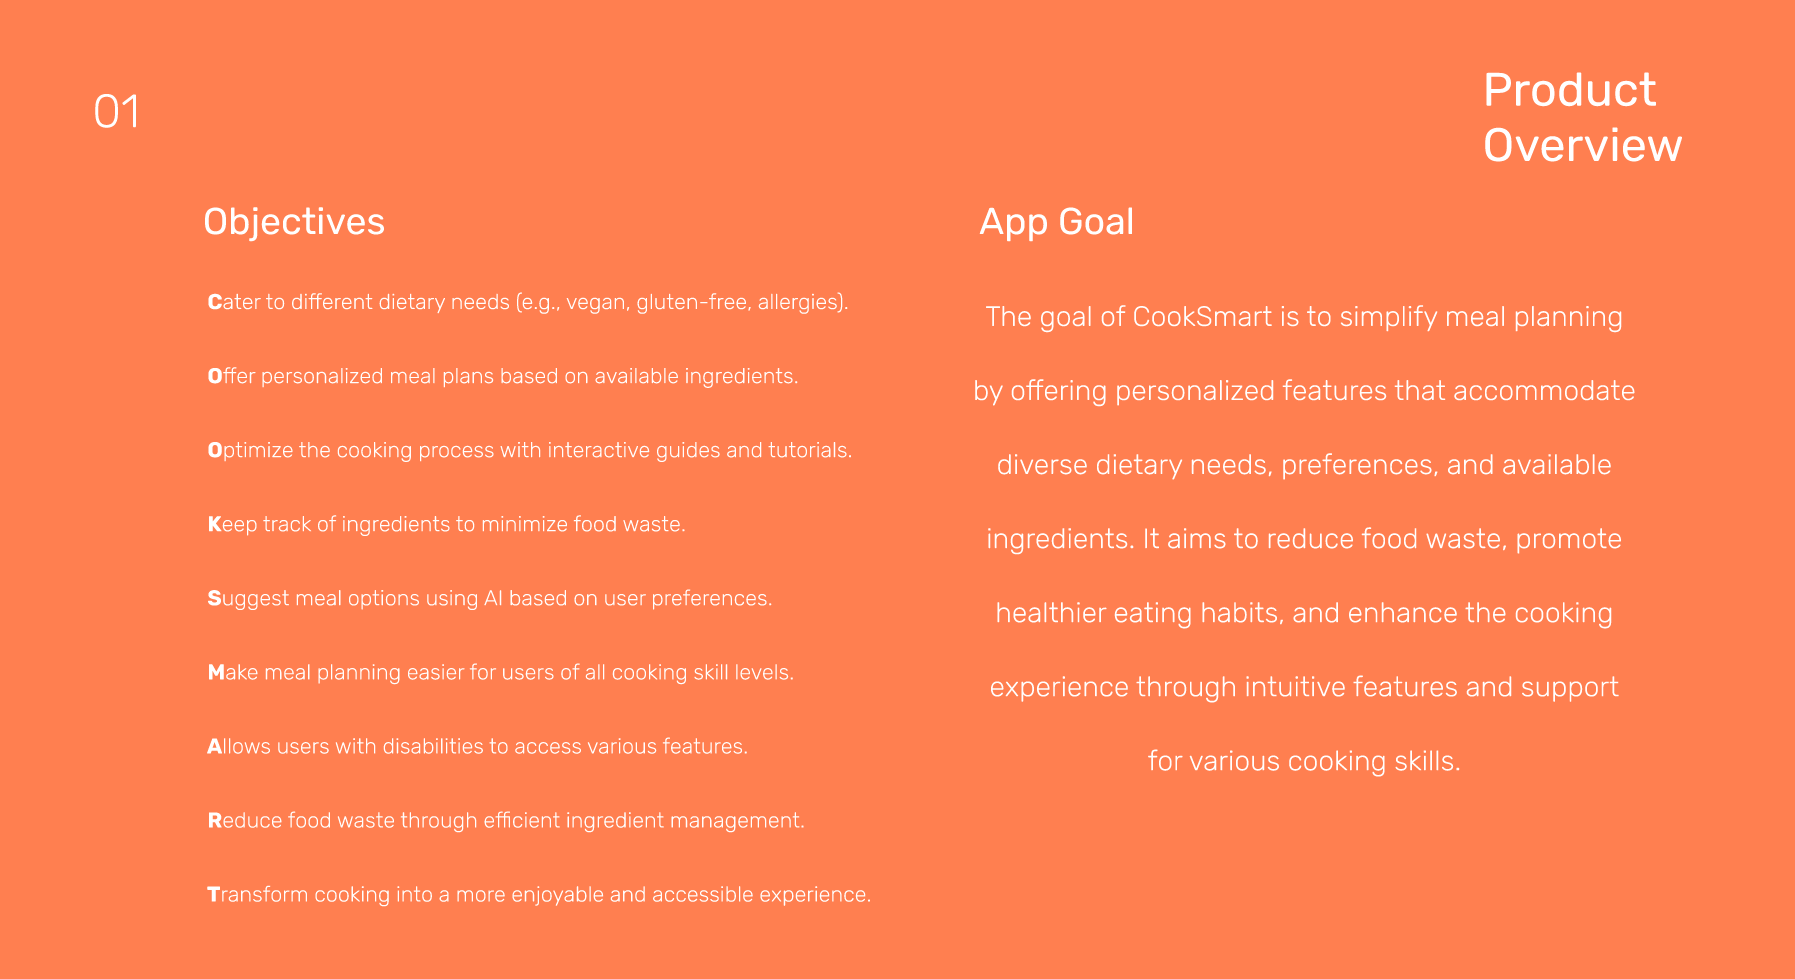 01
Product
Overview
Objectives
Cater to different dietary needs (e.g., vegan, gluten-free, allergies).
Offer personalized meal plans based on available ingredients.
Optimize the cooking process with interactive guides and tutorials.
Keep track of ingredients to minimize food waste.
Suggest meal options using AI based on user preferences.
Make meal planning easier for users of all cooking skill levels.
Allows users with disabilities to access various features.
Reduce food waste through efficient ingredient management.
Transform cooking into a more enjoyable and accessible experience.
App Goal
The goal of CookSmart is to simplify meal planning
by offering personalized features that accommodate
diverse dietary needs, preferences, and available
ingredients. It aims to reduce food waste, promote
healthier eating habits, and enhance the cooking
experience through intuitive features and support
for various cooking skills.